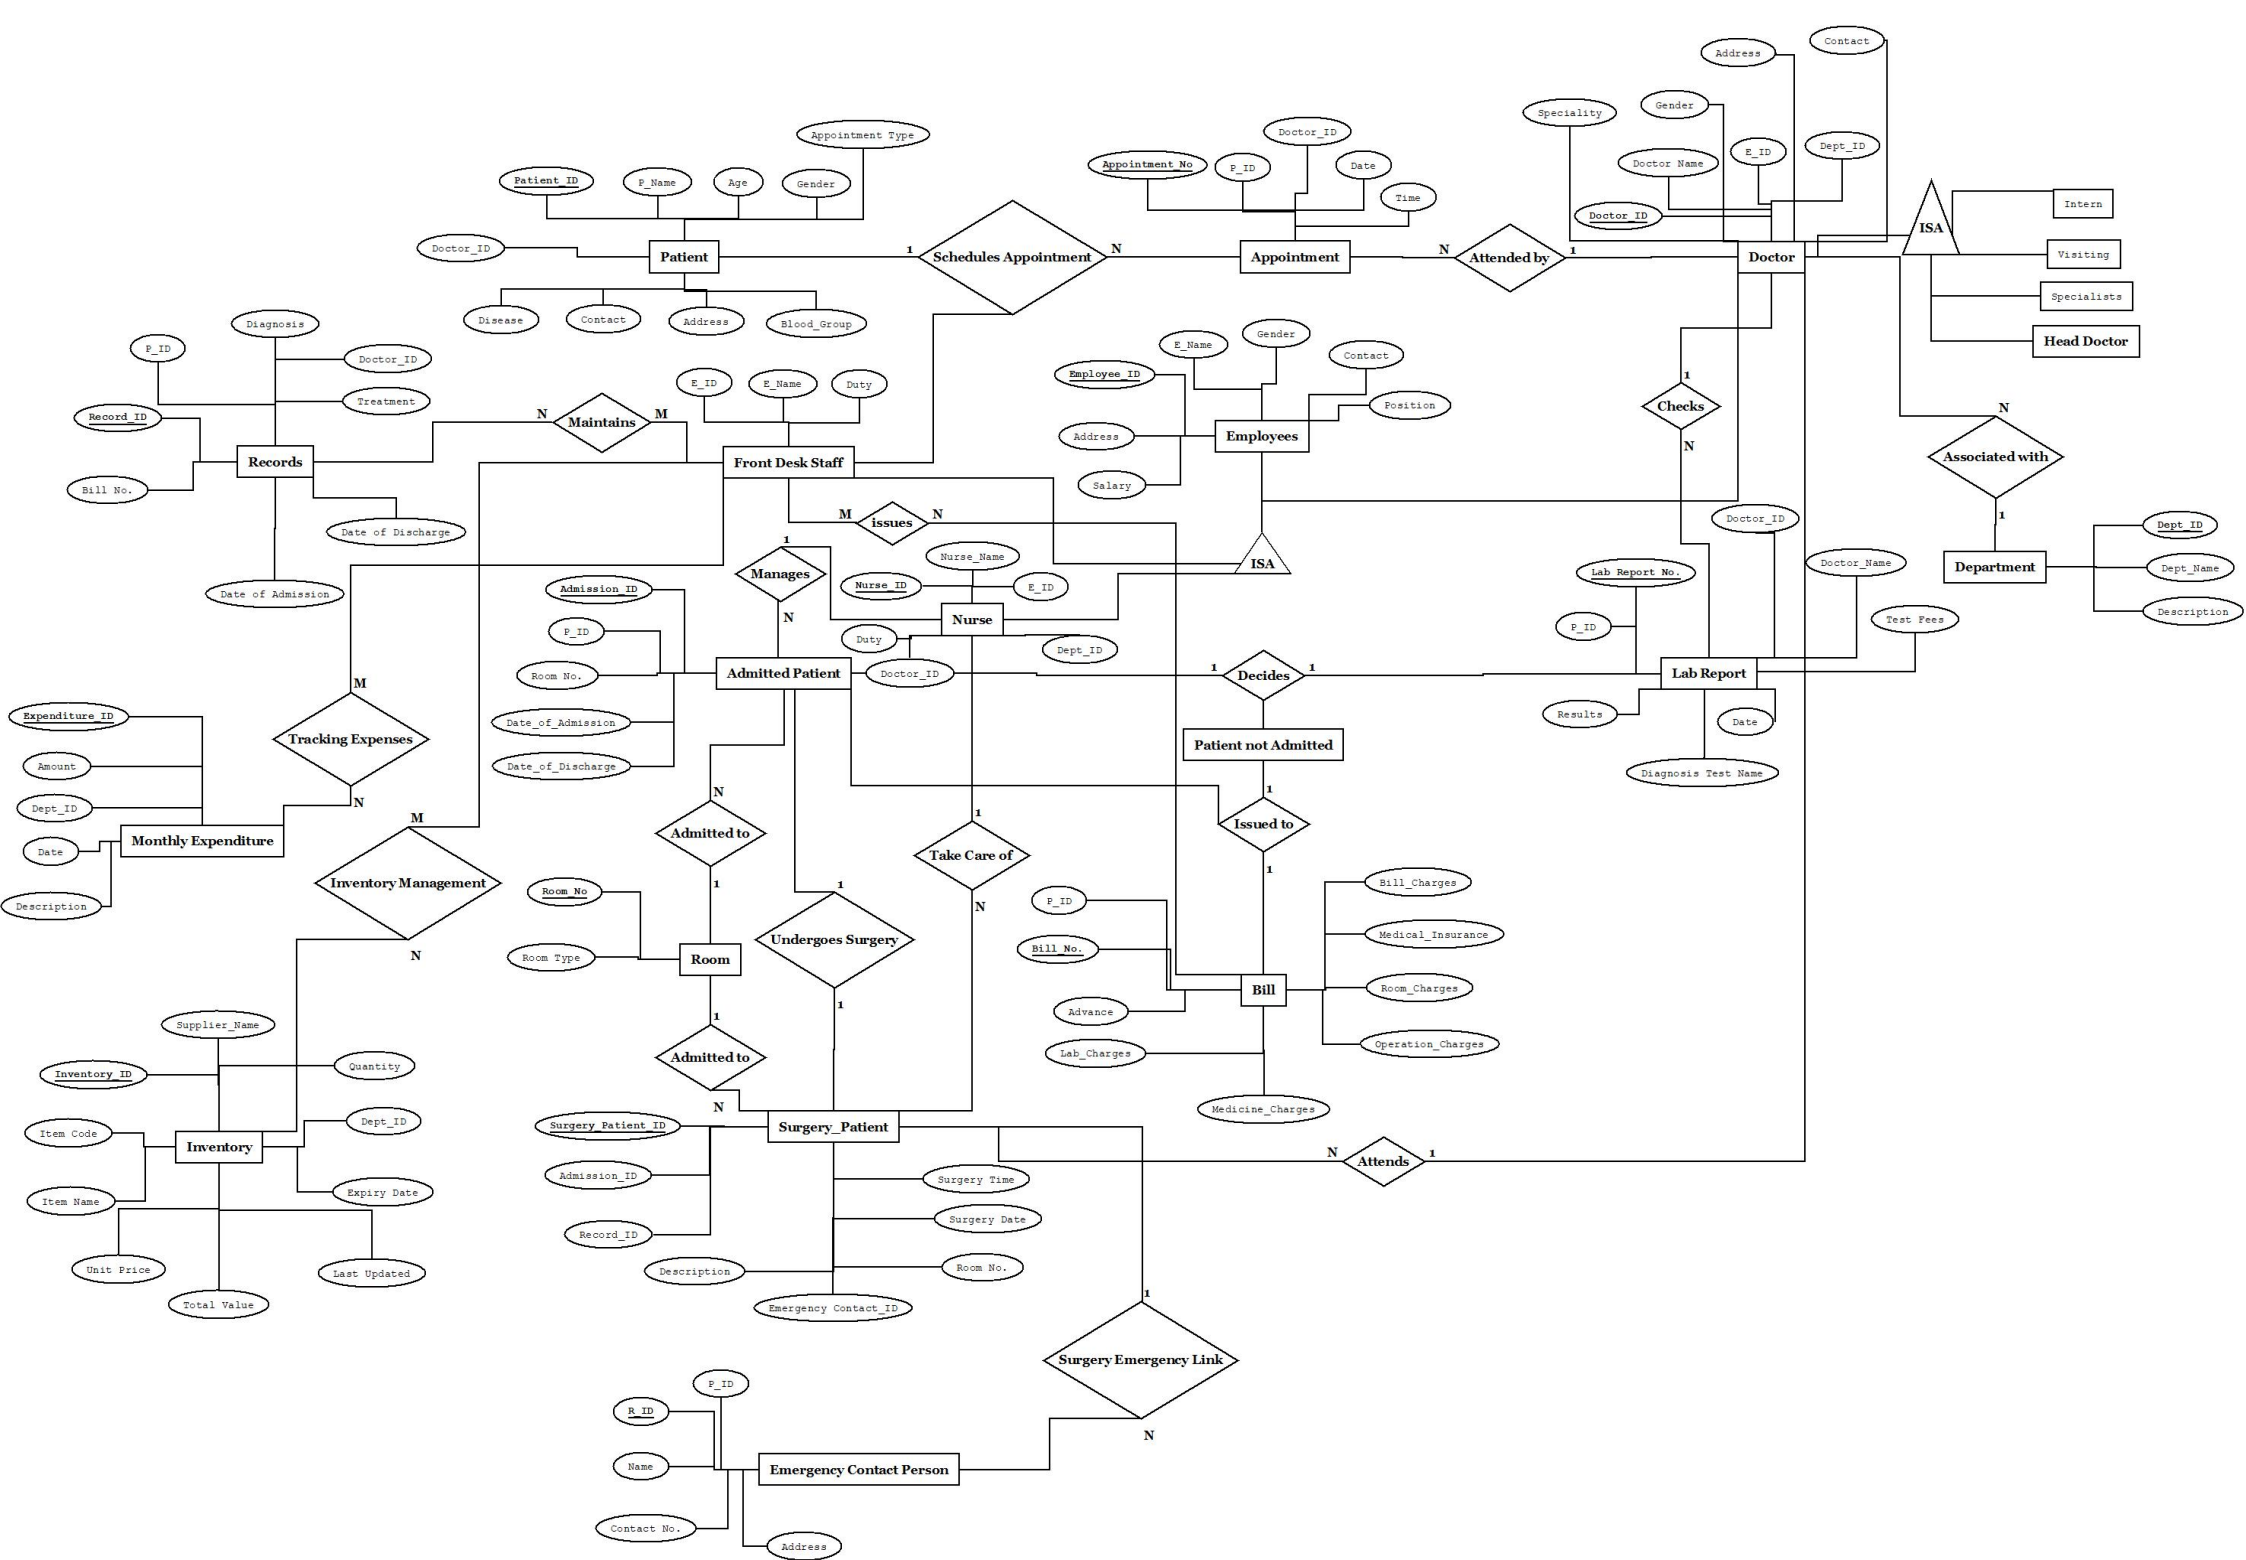 Contact
Address
Speciality
Gender
Appointment Type
Doctor_ID
Dept_ID
E_ID
Doctor Name
Appointment_No
P_ID
Date
Patient_ID
P_Name
Age
Gender
Time
Intern
Doctor_ID
ISA
Doctor_ID
Patient
1
Schedules Appointment
N
Appointment
N
Attended by
1
Doctor
Visiting
Specialists
Disease
Contact
Address
Blood_Group
Diagnosis
Gender
Head Doctor
P_ID
E_Name
Contact
Doctor_ID
Employee_ID
1
E_ID
E_Name
Duty
Treatment
Position
Checks
N
Record_ID
N
Maintains
M
Address
Employees
N
Associated with
Records
Front Desk Staff
Bill No.
Salary
M
issues
N
1
Doctor_ID
Dept_ID
Date of Discharge
1
Manages
Nurse_Name
ISA
Doctor_Name
Department
Dept_Name
Lab Report No.
Nurse_ID
E_ID
Admission_ID
Date of Admission
Description
N
Nurse
Test Fees
P_ID
P_ID
Duty
Dept_ID
Admitted Patient
Doctor_ID
1
Decides
1
Lab Report
Room No.
M
Expenditure_ID
Results
Date
Date_of_Admission
Tracking Expenses
Patient not Admitted
Amount
Date_of_Discharge
Diagnosis Test Name
N
1
N
Dept_ID
M
1
Issued to
Admitted to
Monthly Expenditure
Date
Take Care of
1
Inventory Management
1
1
Bill_Charges
Room_No
Description
P_ID
N
Undergoes Surgery
Medical_Insurance
Bill_No.
N
Room Type
Room
Bill
Room_Charges
1
1
Advance
Supplier_Name
Operation_Charges
Lab_Charges
Admitted to
Quantity
Inventory_ID
N
Medicine_Charges
Dept_ID
Surgery_Patient_ID
Surgery_Patient
Item Code
Inventory
N
Attends
1
Admission_ID
Surgery Time
Expiry Date
Item Name
Surgery Date
Record_ID
Room No.
Unit Price
Description
Last Updated
1
Total Value
Emergency Contact_ID
Surgery Emergency Link
P_ID
R_ID
N
Name
Emergency Contact Person
Contact No.
Address